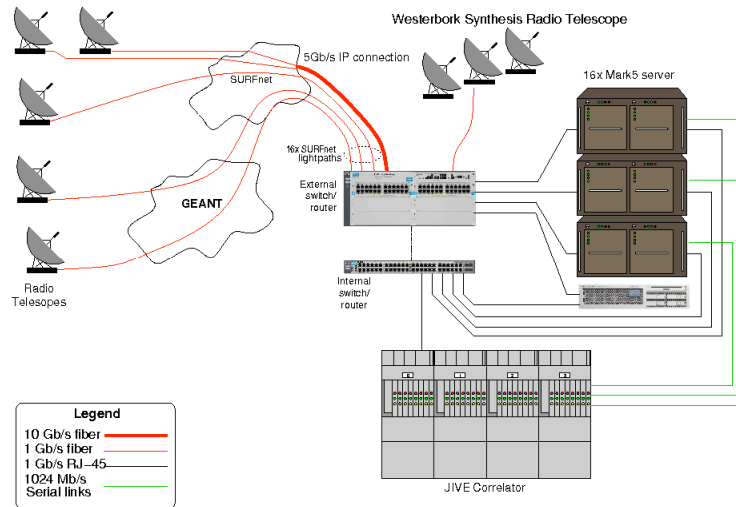 Westerbork Synthesis Radio Telescope
5Gb/s IP connection
SURFnet
16x Mark5 server
16x SURFnet
lightpaths
External
switch/
router
GEANT
Internal
switch/
router
Radio
Telesopes
JIVE Correlator
Legend
10 Gb/s fiber
1 Gb/s fiber
1 Gb/s RJ-45
1024 Mb/s
Serial links